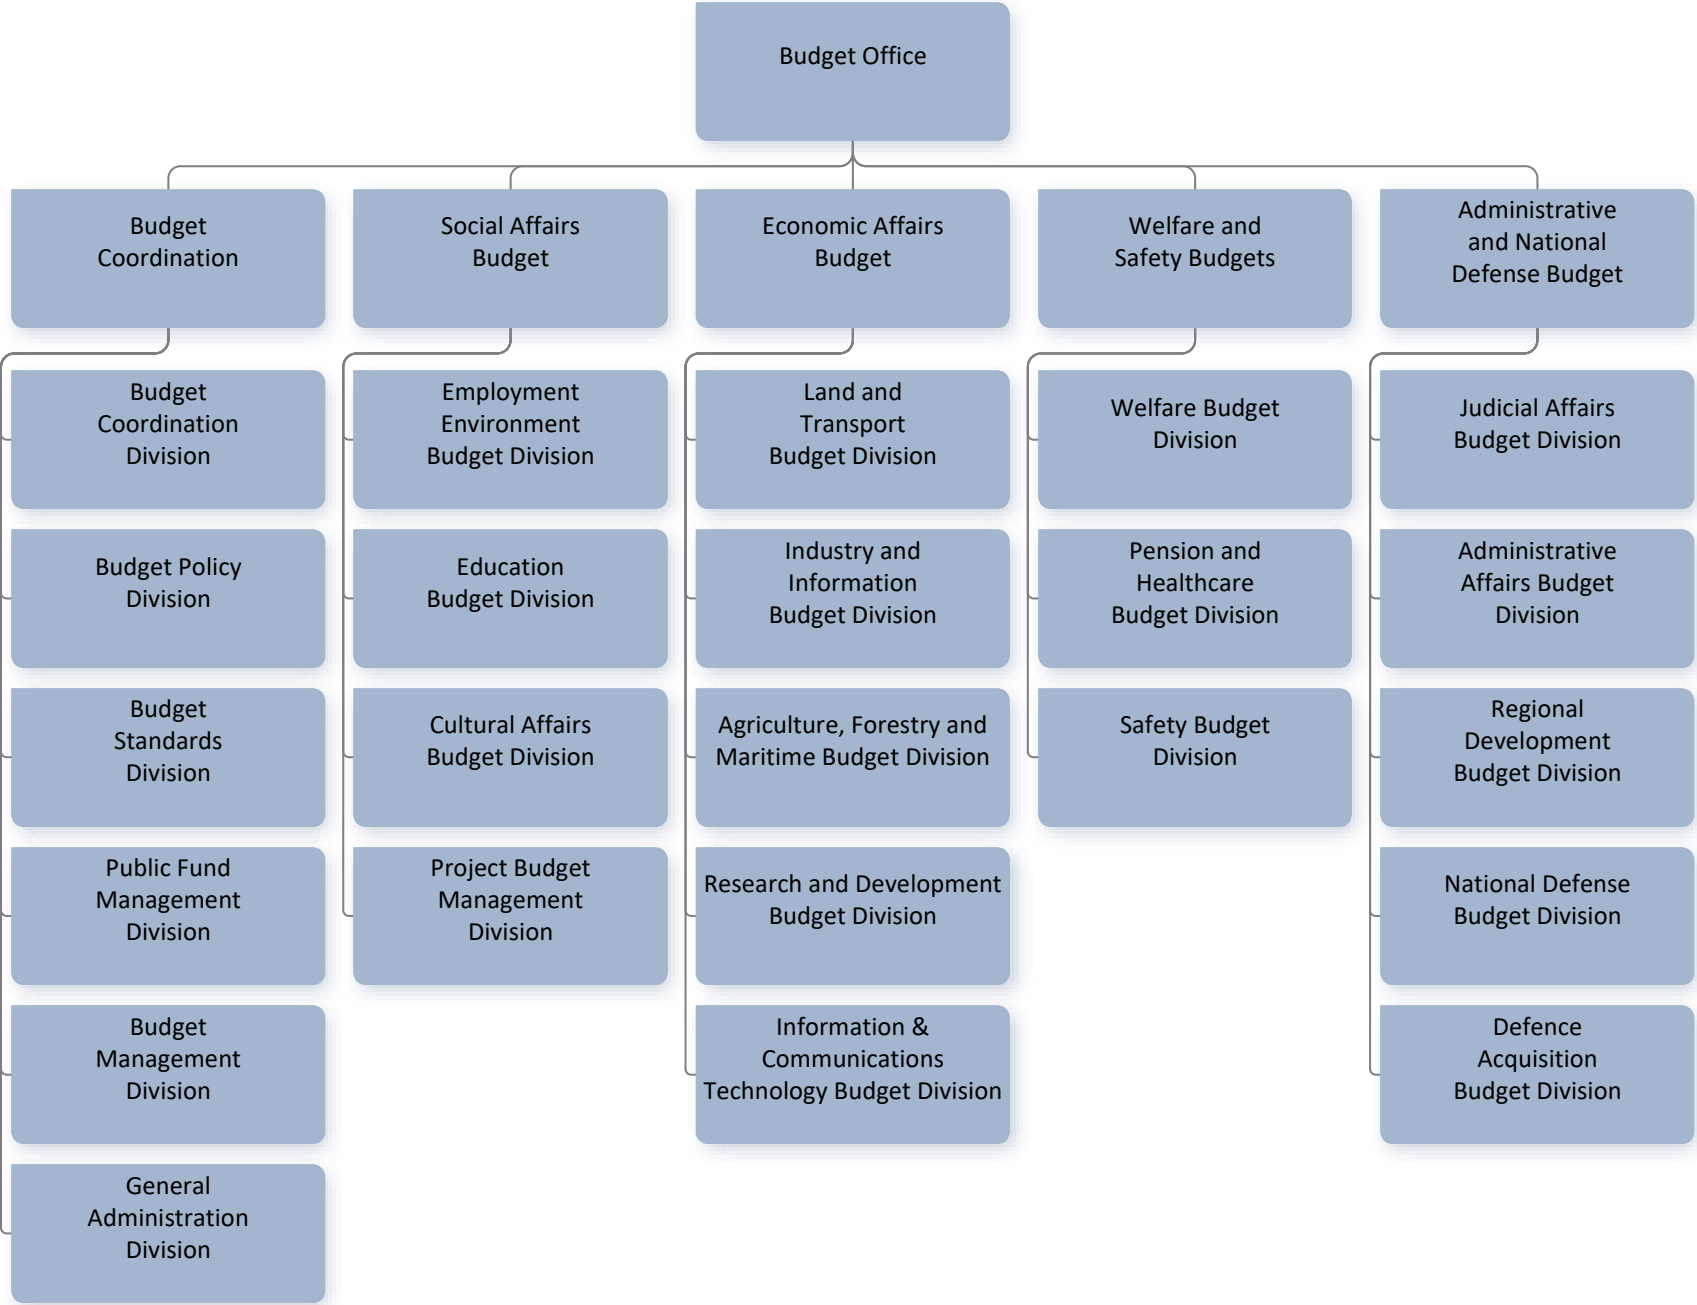 Budget Office
Budget
Coordination
Social Affairs
Budget
Economic Affairs
Budget
Welfare and
Safety Budgets
Administrative
and National
Defense Budget
Budget
Coordination
Division
Employment
Environment
Budget Division
Land and
Transport
Budget Division
Welfare Budget
Division
Judicial Affairs
Budget Division
Budget Policy
Division
Education
Budget Division
Industry and
Information
Budget Division
Pension and
Healthcare
Budget Division
Administrative
Affairs Budget
Division
Budget
Standards
Division
Cultural Affairs
Budget Division
Agriculture, Forestry and
Maritime Budget Division
Safety Budget
Division
Regional
Development
Budget Division
Public Fund
Management
Division
Project Budget
Management
Division
Research and Development
Budget Division
National Defense
Budget Division
Budget
Management
Division
Information &
Communications
Technology Budget Division
Defence
Acquisition
Budget Division
General
Administration
Division